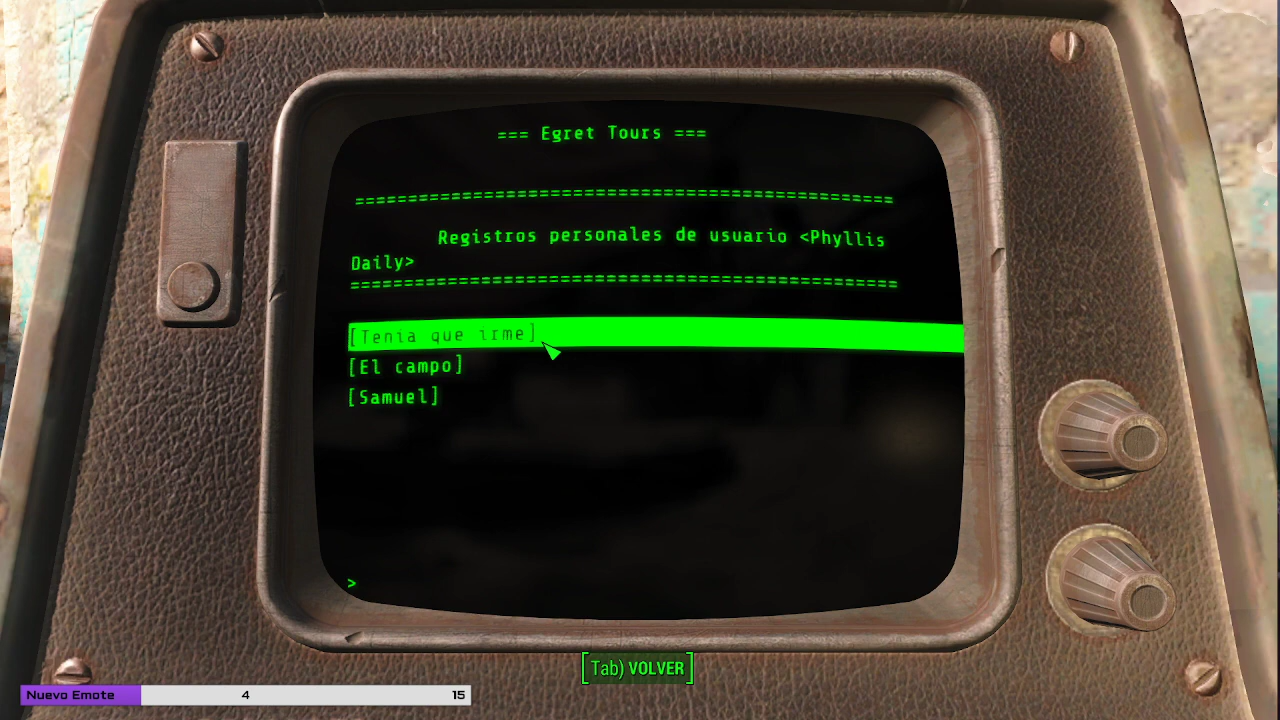 === Egret Tours ===
=============================================
Registros personales de usuario <Phyllis
Daily>
=============================================
[Tenía que irme]
[El campo]
[Samuel]
>
[Tab) VOLVER]
Nuevo Emote 4 15